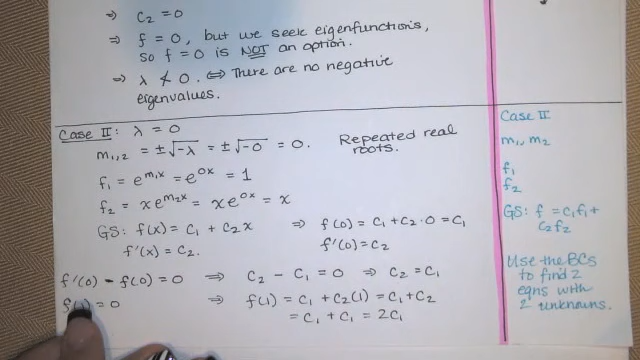 ⇒ C₂ = 0
⇒ f = 0, but we seek eigenfunctions,
so f = 0 is NOT an option.
⇒ λ ≮ 0. ⇔ There are no negative
eigenvalues.
Case II: λ = 0
m₁,₂ = ±√-λ = ±√-0 = 0. Repeated real
roots.
f₁ = e^(m₁x) = e^(0x) = 1
f₂ = xe^(m₂x) = xe^(0x) = x
GS: f(x) = C₁ + C₂x ⇒ f(0) = C₁ + C₂·0 = C₁
f'(x) = C₂. f'(0) = C₂
f'(0) - f(0) = 0 ⇒ C₂ - C₁ = 0 ⇒ C₂ = C₁
= 0 ⇒ f(1) = C₁ + C₂(1) = C₁ + C₂
= C₁ + C₁ = 2C₁
Case II
m₁, m₂
f₁
f₂
GS: f = C₁f₁ +
C₂f₂
Use the BCs
to find 2
eqns with
2 unknowns.